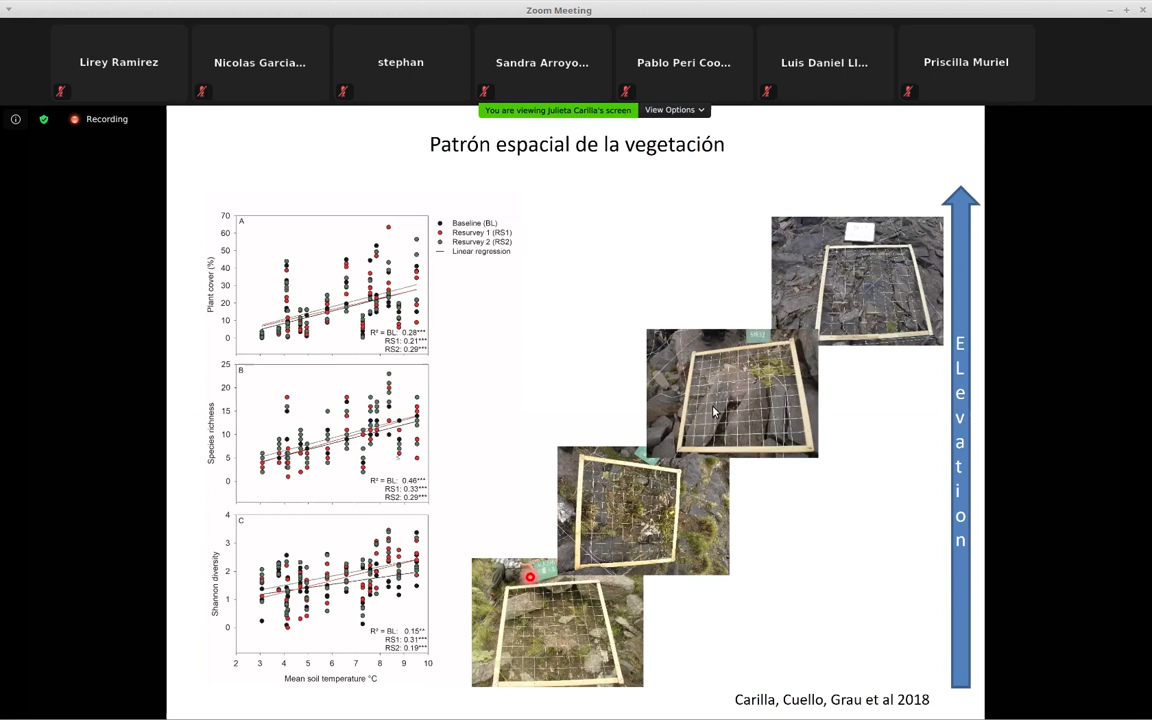 Zoom Meeting
Lirey Ramirez
Nicolas Garcia...
stephan
Sandra Arroyo...
Pablo Peri Coo...
Luis Daniel Ll...
Priscilla Muriel
You are viewing Julieta Carilla's screen
View Options
Recording
Patrón espacial de la vegetación
A
Plant cover (%)
70
60
50
40
30
20
10
0
R² = BL: 0.28***
RS1: 0.21***
RS2: 0.29***
Baseline (BL)
Resurvey 1 (RS1)
Resurvey 2 (RS2)
Linear regression
B
Species richness
25
20
15
10
5
0
R² = BL: 0.46***
RS1: 0.33***
RS2: 0.29***
C
Shannon diversity
4
3
2
1
0
R² = BL: 0.15**
RS1: 0.31***
RS2: 0.19***
2 3 4 5 6 7 8 9 10
Mean soil temperature °C
ELevation
Carilla, Cuello, Grau et al 2018